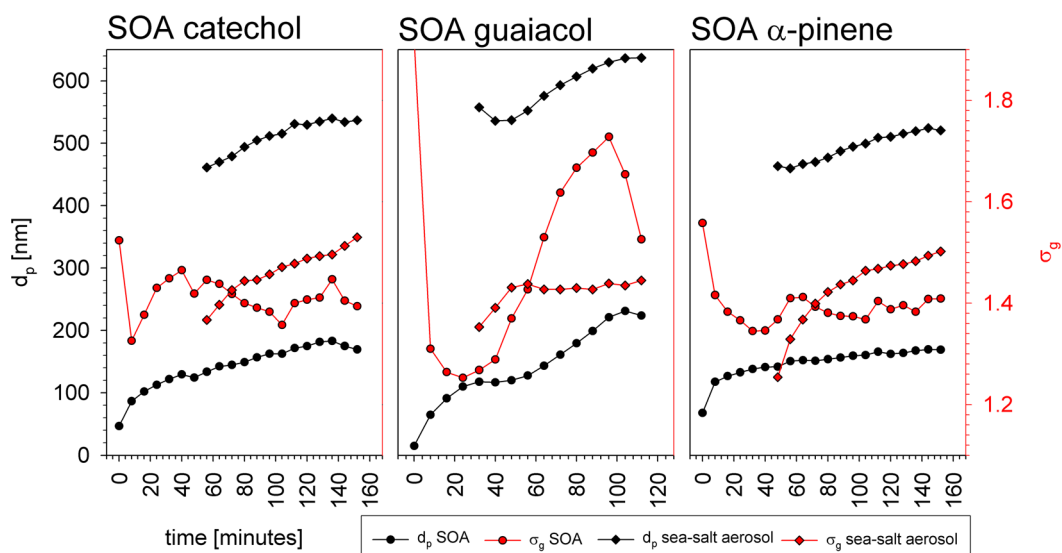 SOA catechol
SOA guaiacol
SOA α-pinene
600
500
400
300
200
100
0
dp [nm]
1.8
1.6
1.4
1.2
σg
0 20 40 60 80 100 120 140 160
0 20 40 60 80 100 120
0 20 40 60 80 100 120 140 160
time [minutes]
dp SOA σg SOA dp sea-salt aerosol σg sea-salt aerosol